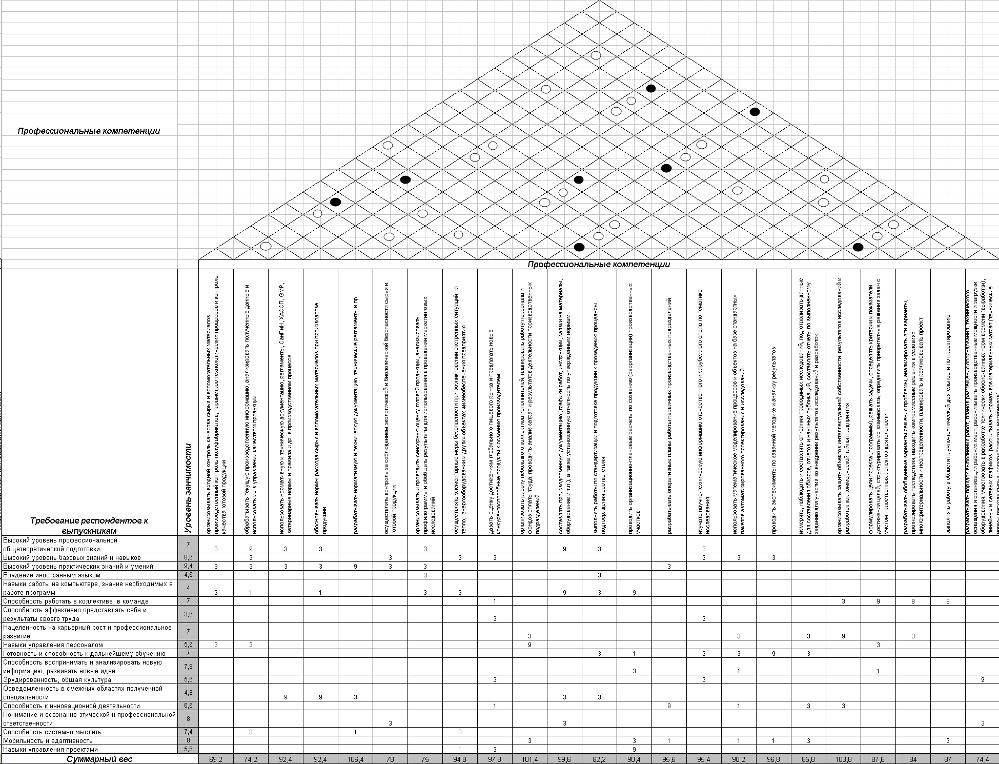 Профессиональные компетенции
Профессиональные компетенции
Требование респондентов к
выпускникам
Уровень занчимости
организовывать входной контроль качества сырья и вспомогательных материалов,
производственный контроль полуфабрикатов, параметров технологических процессов и контроль
качества готовой продукции
обрабатывать текущую производственную информацию, анализировать полученные данные и
использовать их в управлении качеством продукции
использовать нормативную и техническую документацию, регламенты, СанПиН, ХАССП, GMP,
ветеринарные нормы и правила и др. в производственном процессе
обосновывать нормы расхода сырья и вспомогательных материалов при производстве
продукции
разрабатывать нормативную и техническую документацию, технические регламенты и пр.
осуществлять контроль за соблюдением экологической и биологической безопасности сырья и
готовой продукции
организовывать и проводить сенсорную оценку готовой продукции, анализировать
профилограммы и обобщать результаты для использования в проведении маркетинговых
исследований
осуществлять элементарные меры безопасности при возникновении экстренных ситуаций на
тепло, энергооборудовании и других объектах жизнеобеспечения предприятия
давать оценку достижениям глобального пищевого рынка и предлагать новые
конкурентоспособные продукты к освоению производителем
организовать работу небольшого коллектива исполнителей, планировать работу персонала и
фондов оплаты труда, проводить анализ затрат и результатов деятельности производственных
подразделений
составлять производственную документацию (графики работ, инструкции, заявки на материалы,
оборудование и т.п.), а также установленную отчетность по утвержденным нормам
выполнять работы по стандартизации и подготовке продукции к проведению процедуры
подтверждения соответствия
проводить организационно-плановые расчеты по созданию (реорганизации) производственных
участков
разрабатывать оперативные планы работы первичных производственных подразделений
изучать научно-техническую информацию отечественного и зарубежного опыта по тематике
исследования
использовать математическое моделирование процессов и объектов на базе стандартных
пакетов автоматизированного проектирования и исследований
проводить эксперименты по заданной методике и анализу результатов
измерять, наблюдать и составлять описания проводимых исследований, подготавливать данные
для составления обзоров, отчетов и научных публикаций, составлять отчеты по выполненному
заданию для участия во внедрении результатов исследований и разработок
организовывать защиту объектов интеллектуальной собственности, результатов исследований и
разработок как коммерческой тайны предприятия
формулировать цели проекта (программы), решать задачи, определять критерии и показатели
достижения целей, структурировать их взаимосвязь, определять приоритетные решения задач с
учетом нравственных аспектов деятельности
разрабатывать обобщенные варианты решения проблемы, анализировать эти варианты,
прогнозировать последствия, находить компромиссные решения в условиях
многокритериальности и неопределенности, планировать и реализовывать проект
выполнять работу в области научно-технической деятельности по проектированию
разрабатывать порядок выполнения работ, планов размещения оборудования, технического
оснащения и организации рабочих мест, рассчитывать производственные мощности и загрузки
оборудования, участвовать в разработке технически обосно-ванных норм времени (выработки),
линейных и сетевых графиков, рассчитывать нормативов материальных затрат (технические
Высокий уровень профессиональной
общетеоретической подготовки 7 3 9 3 3 3 9 3 3
Высокий уровень базовых знаний и навыков 8,6 3 3 3 3 3 3 3
Высокий уровень практических знаний и умений 9,4 9 3 3 3 9 3 3 3
Владение иностранным языком 4,6 3 3
Навыки работы на компьютере, знание необходимых в
работе программ 4 3 1 1 3 9 9 3 9
Способность работать в коллективе, в команде 7 1 3 9 9 9
Способность эффективно представлять себя и
результаты своего труда 3,6 3 3
Нацеленность на карьерный рост и профессиональное
развитие 7 3 3 3 9 3
Навыки управления персоналом 5,6 3 3 9 3
Готовность и способность к дальнейшему обучению 7 3 1 3 3 9 3
Способность воспринимать и анализировать новую
информацию, развивать новые идеи 7,8 3 1 1
Эрудированность, общая культура 5,6 3 3 9
Осведомленность в смежных областях полученной
специальности 4,8 9 9 3 3 3
Способность к инновационной деятельности 6,6 1 9 1 3 3
Понимание и осознание этической и профессиональной
ответственности 8 3 3 3
Способность системно мыслить 7,4 3 1 3
Мобильность и адаптивность 8 3 3 1 1 1 3 3
Навыки управления проектами 5,6 1 3 9
Суммарный вес 69,2 74,2 92,4 92,4 106,4 78 75 94,8 97,8 101,4 99,6 82,2 90,4 95,6 95,4 90,2 96,8 85,8 103,8 87,6 84 87 74,4